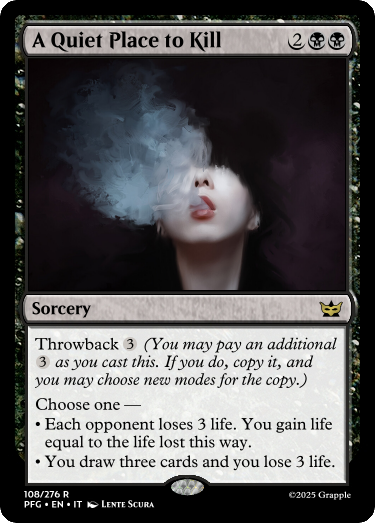 A Quiet Place to Kill 2
Sorcery
Throwback 3 (You may pay an additional
3 as you cast this. If you do, copy it, and
you may choose new modes for the copy.)
Choose one —
• Each opponent loses 3 life. You gain life
equal to the life lost this way.
• You draw three cards and you lose 3 life.
108/276 R
PFG • EN • IT Lente Scura
©2025 Grapple